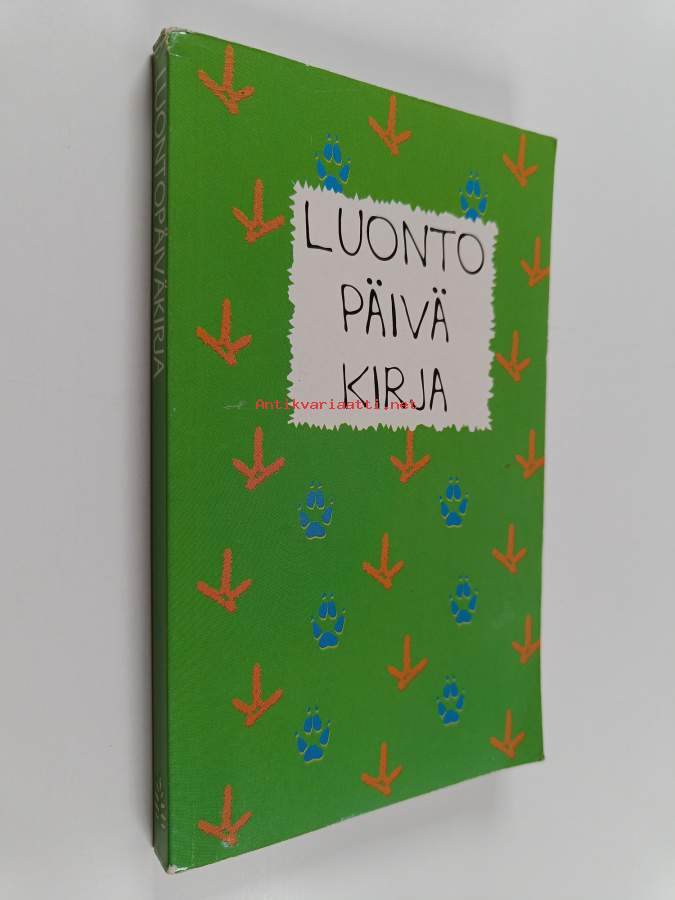 LUONTOPÄIVÄKIRJA
LUONTO
PÄIVÄ
KIRJA
Antikvariaatti.net